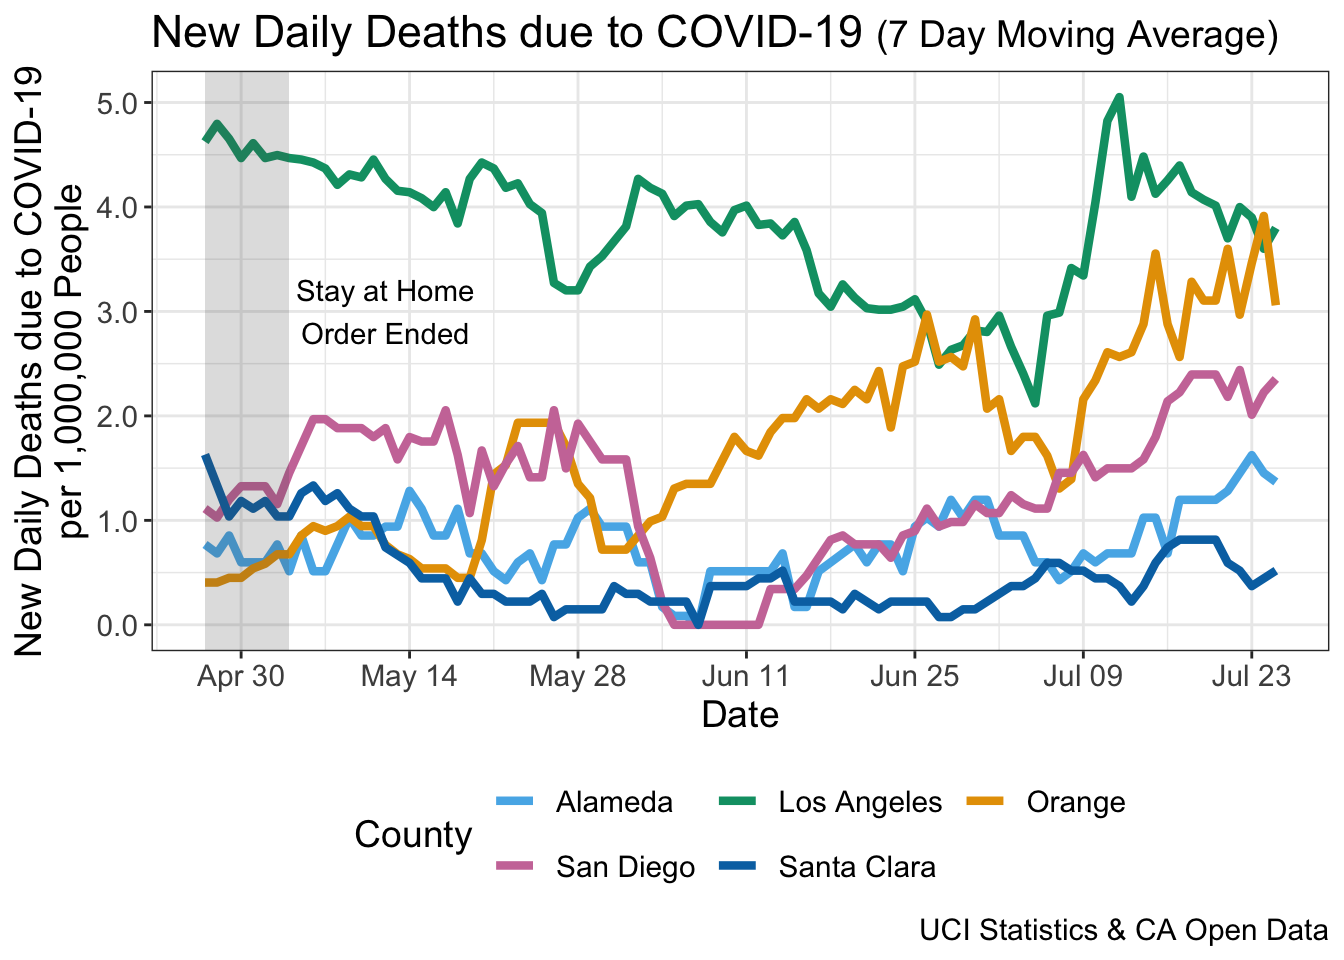 New Daily Deaths due to COVID-19 (7 Day Moving Average)
New Daily Deaths due to COVID-19
per 1,000,000 People
5.0
4.0
3.0
2.0
1.0
0.0
Stay at Home
Order Ended
Apr 30
May 14
May 28
Jun 11
Jun 25
Jul 09
Jul 23
Date
County
Alameda
Los Angeles
Orange
San Diego
Santa Clara
UCI Statistics & CA Open Data